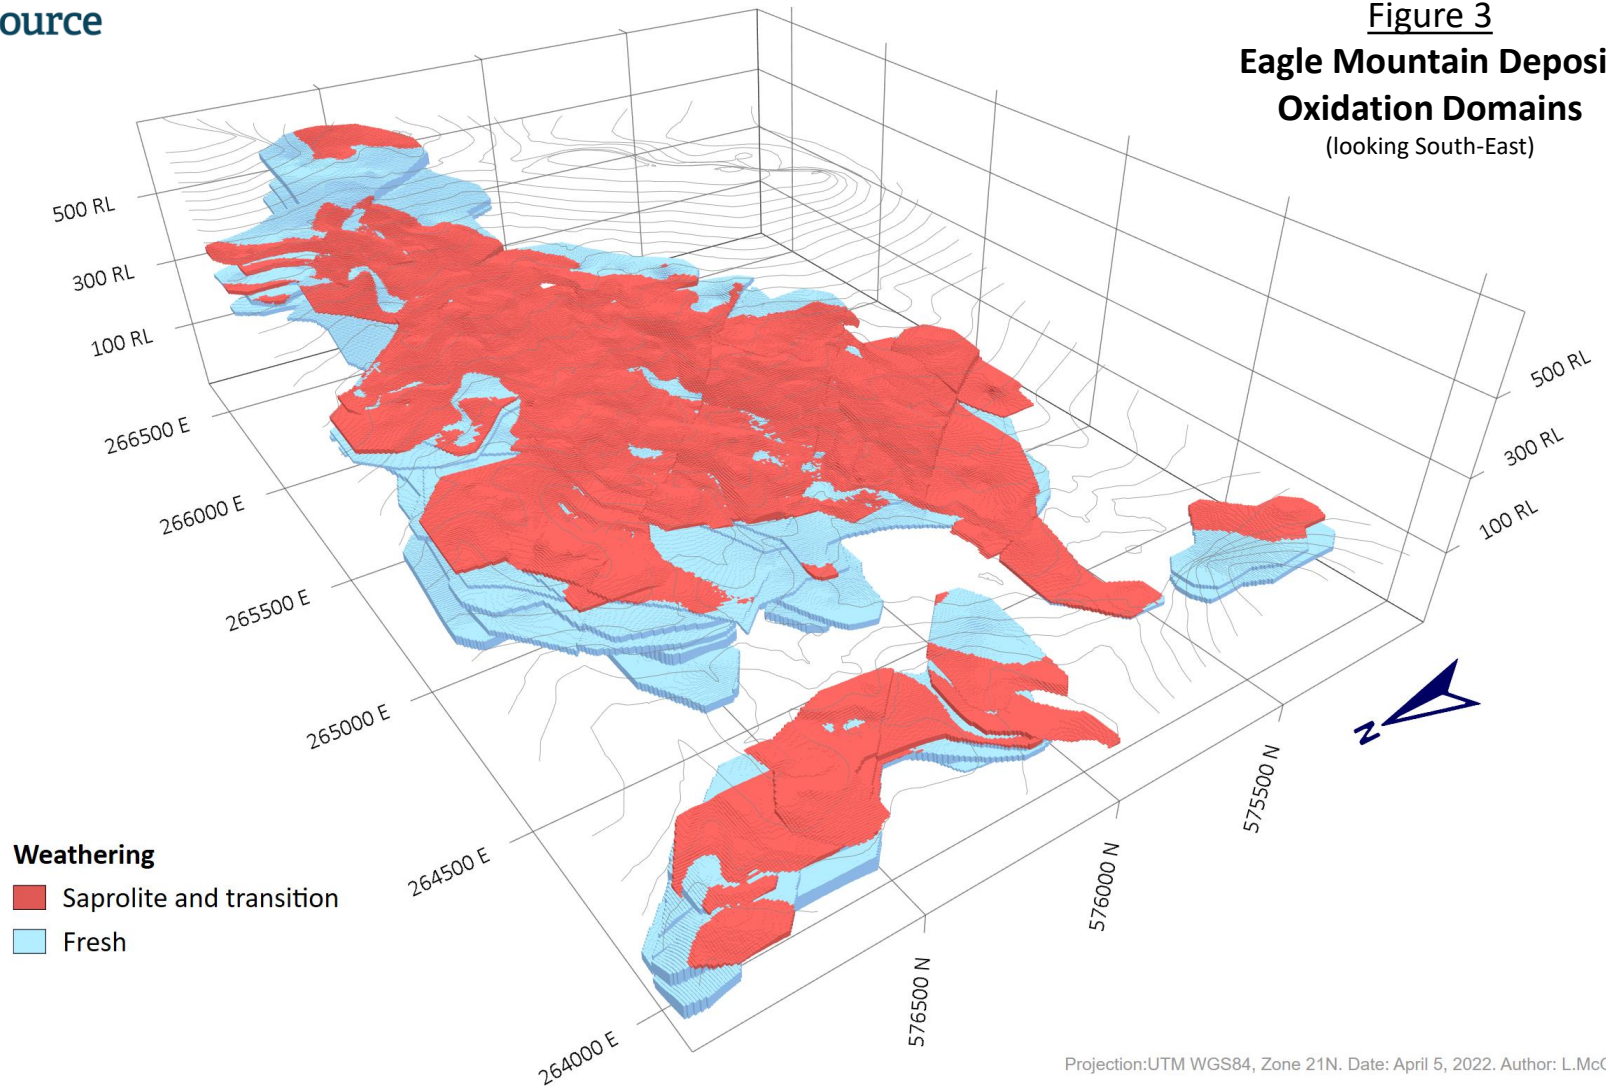 ource
Figure 3
Eagle Mountain Deposi
Oxidation Domains
(looking South-East)
500 RL
300 RL
100 RL
500 RL
300 RL
100 RL
266500 E
266000 E
265500 E
265000 E
264500 E
264000 E
575500 N
576000 N
576500 N
N
Weathering
Saprolite and transition
Fresh
Projection:UTM WGS84, Zone 21N. Date: April 5, 2022. Author: L.Mc